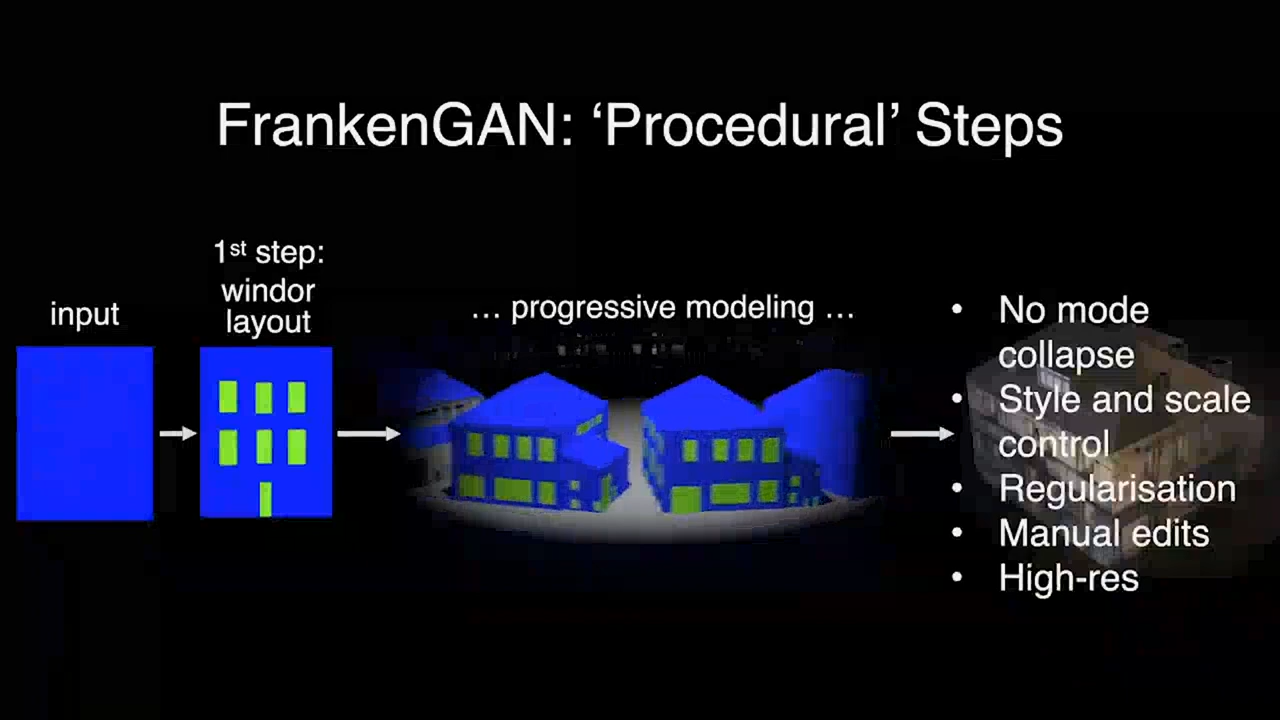 FrankenGAN: ‘Procedural’ Steps
input
1st step:
windor
layout
… progressive modeling …
• No mode
collapse
• Style and scale
control
• Regularisation
• Manual edits
• High-res